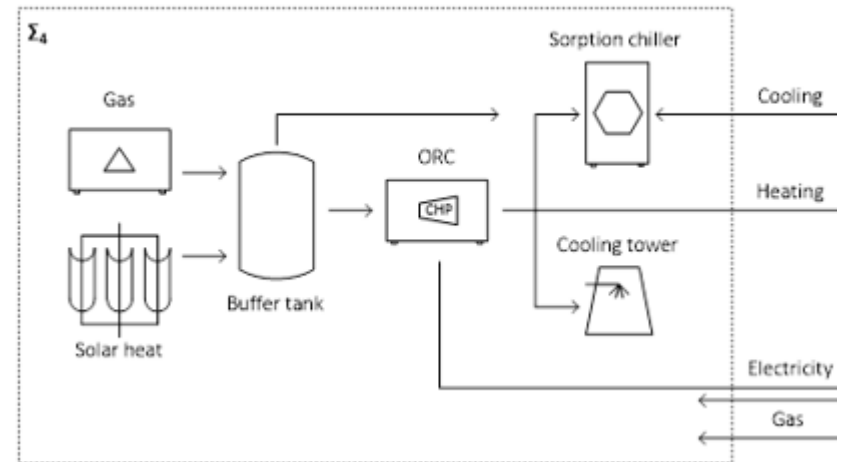 Σ₄
Sorption chiller
Gas
Cooling
ORC
CHP
Heating
Cooling tower
Buffer tank
Solar heat
Electricity
Gas